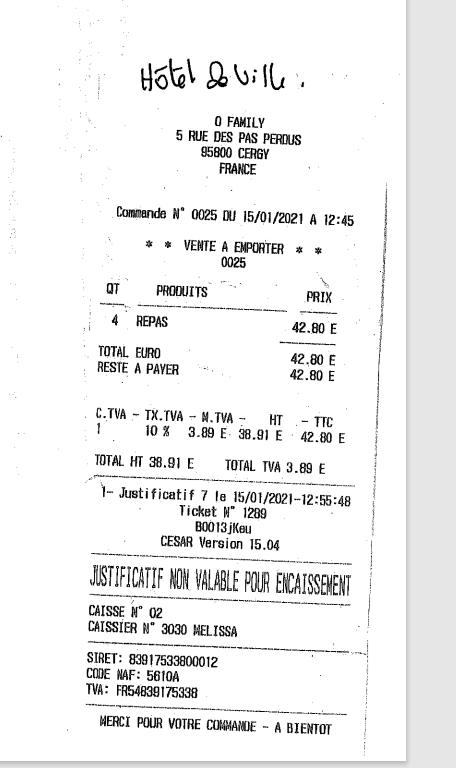 Hôtel de Ville.
O FAMILY
5 RUE DES PAS PERDUS
95800 CERGY
FRANCE
Commande N° 0025 DU 15/01/2021 A 12:45
* * VENTE A EMPORTER * *
0025
QT PRODUITS PRIX
4 REPAS 42.80 E
TOTAL EURO 42.80 E
RESTE A PAYER 42.80 E
C.TVA - TX.TVA - M.TVA - HT - TTC
1 10 % 3.89 E 38.91 E 42.80 E
TOTAL HT 38.91 E TOTAL TVA 3.89 E
1- Justificatif 7 le 15/01/2021-12:55:48
Ticket N° 1289
B0013jKeu
CESAR Version 15.04
JUSTIFICATIF NON VALABLE POUR ENCAISSEMENT
CAISSE N° 02
CAISSIER N° 3030 MELISSA
SIRET: 83917533800012
CODE NAF: 5610A
TVA: FR54839175338
MERCI POUR VOTRE COMMANDE - A BIENTOT